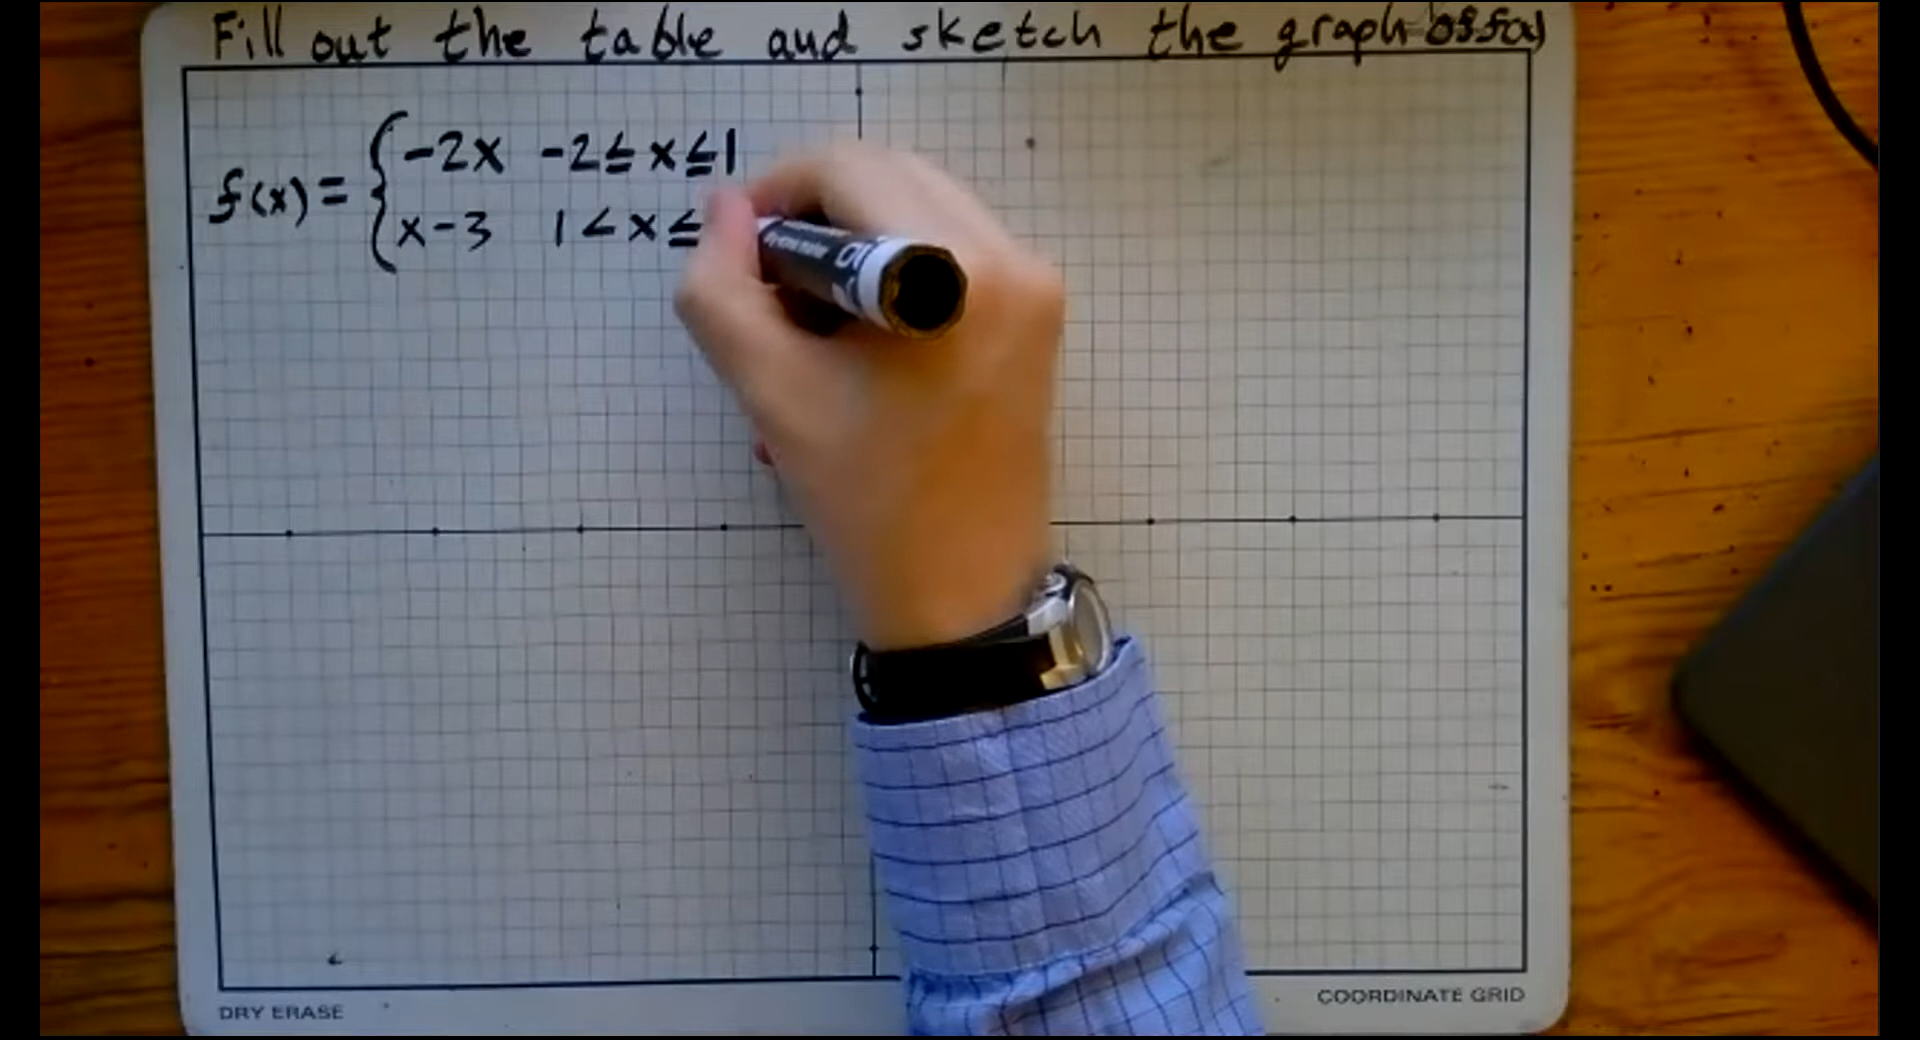 Fill out the table and sketch the graph of f(x)
f(x) = { -2x -2 ≤ x ≤ 1
x-3 1 < x ≤
DRY ERASE
COORDINATE GRID